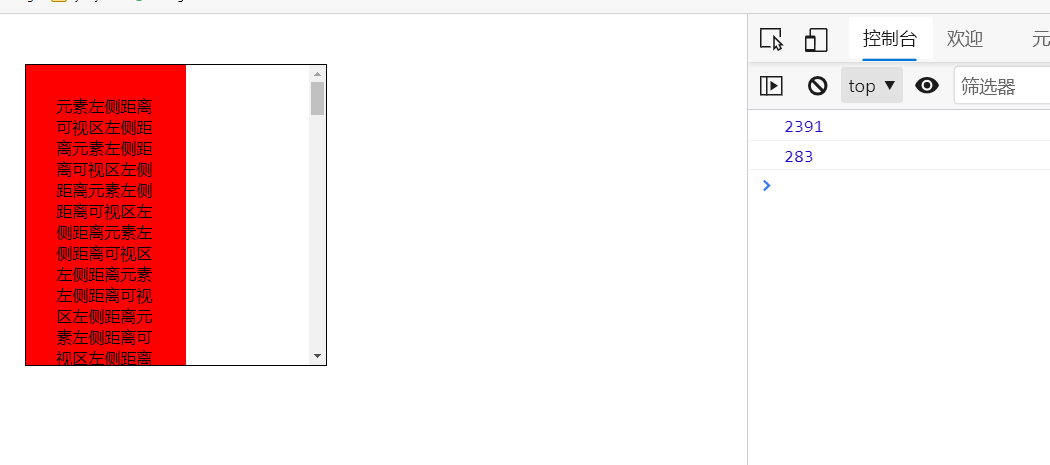 控制台 欢迎 元
top ▼ 筛选器
2391
283
元素左侧距离
可视区左侧距
离元素左侧距
离可视区左侧
距离元素左侧
距离可视区左
侧距离元素左
侧距离可视区
左侧距离元素
左侧距离可视
区左侧距离元
素左侧距离可
视区左侧距离